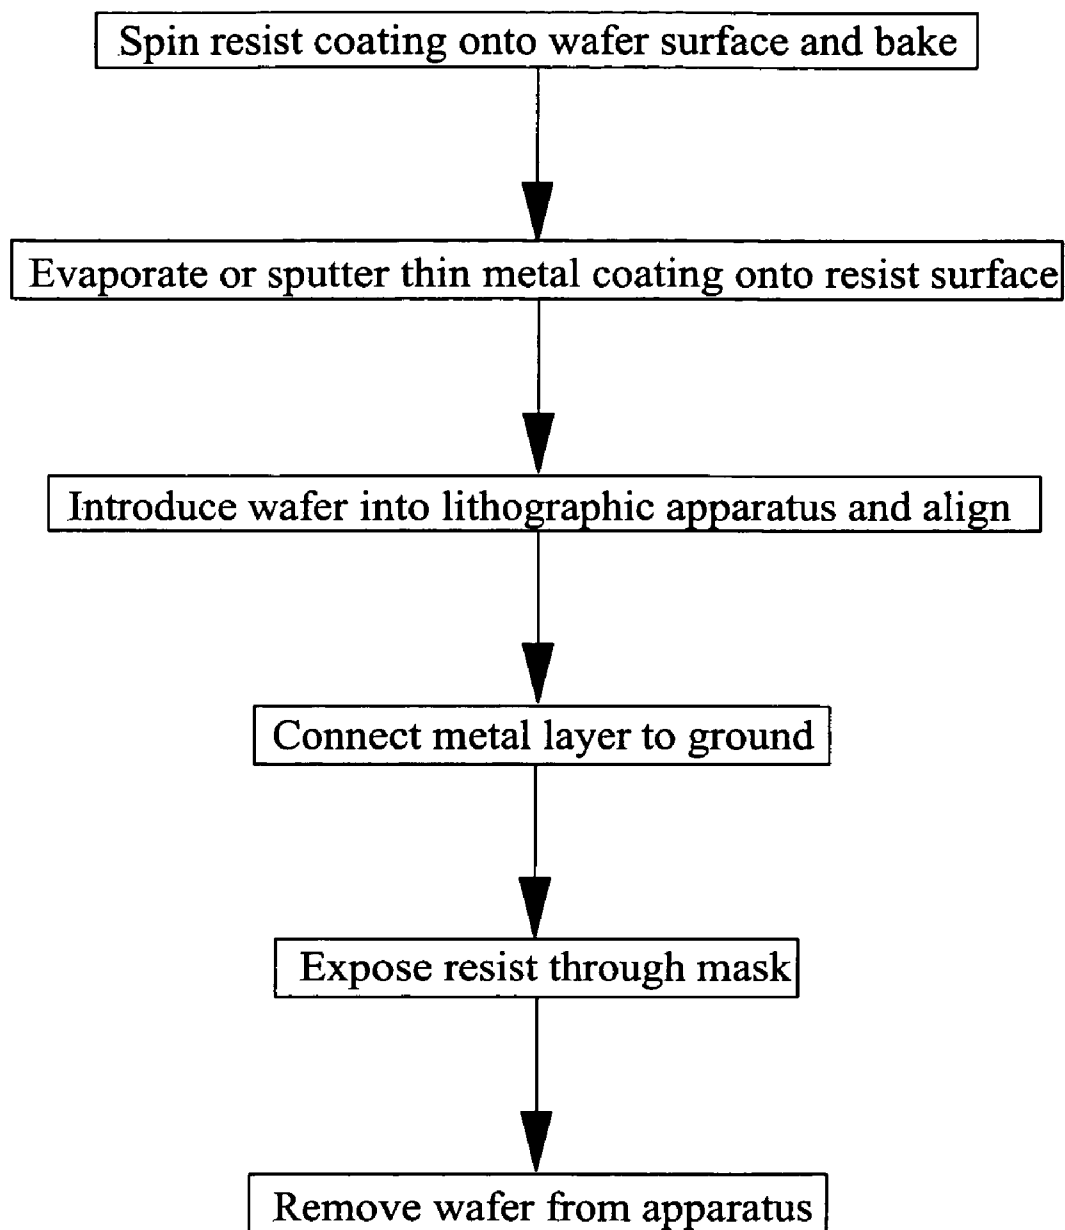 Spin resist coating onto wafer surface and bake
Evaporate or sputter thin metal coating onto resist surface
Introduce wafer into lithographic apparatus and align
Connect metal layer to ground
Expose resist through mask
Remove wafer from apparatus